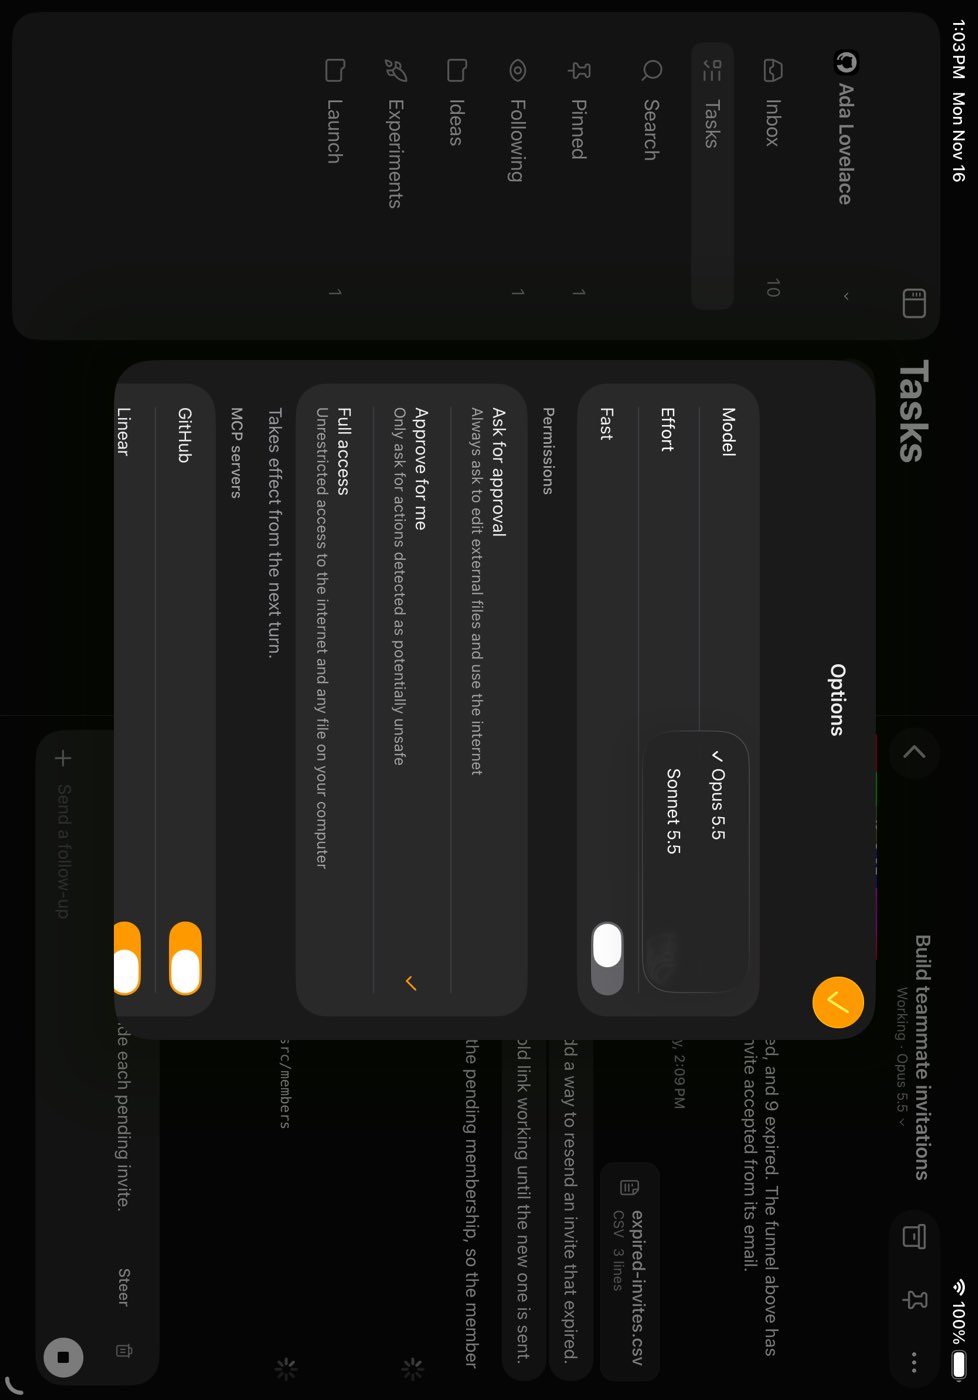 1:03 PM Mon Nov 16
100%
Ada Lovelace
Inbox 10
Tasks
Search
Pinned 1
Following 1
Ideas
Experiments
Launch 1
Tasks
Build teammate invitations
Working · Opus 5.5
Options
Model
Opus 5.5
Sonnet 5.5
Effort
Fast
Permissions
Ask for approval
Always ask to edit external files and use the internet
Approve for me
Only ask for actions detected as potentially unsafe
Full access
Unrestricted access to the internet and any file on your computer
Takes effect from the next turn.
MCP servers
GitHub
Linear
and 9 expired. The funnel above has
accepted from its email.
2:09 PM
expired-invites.csv
CSV 3 lines
a way to resend an invite that expired.
old link working until the new one is sent.
the pending membership, so the member
src/members
each pending invite.
Steer
Send a follow-up